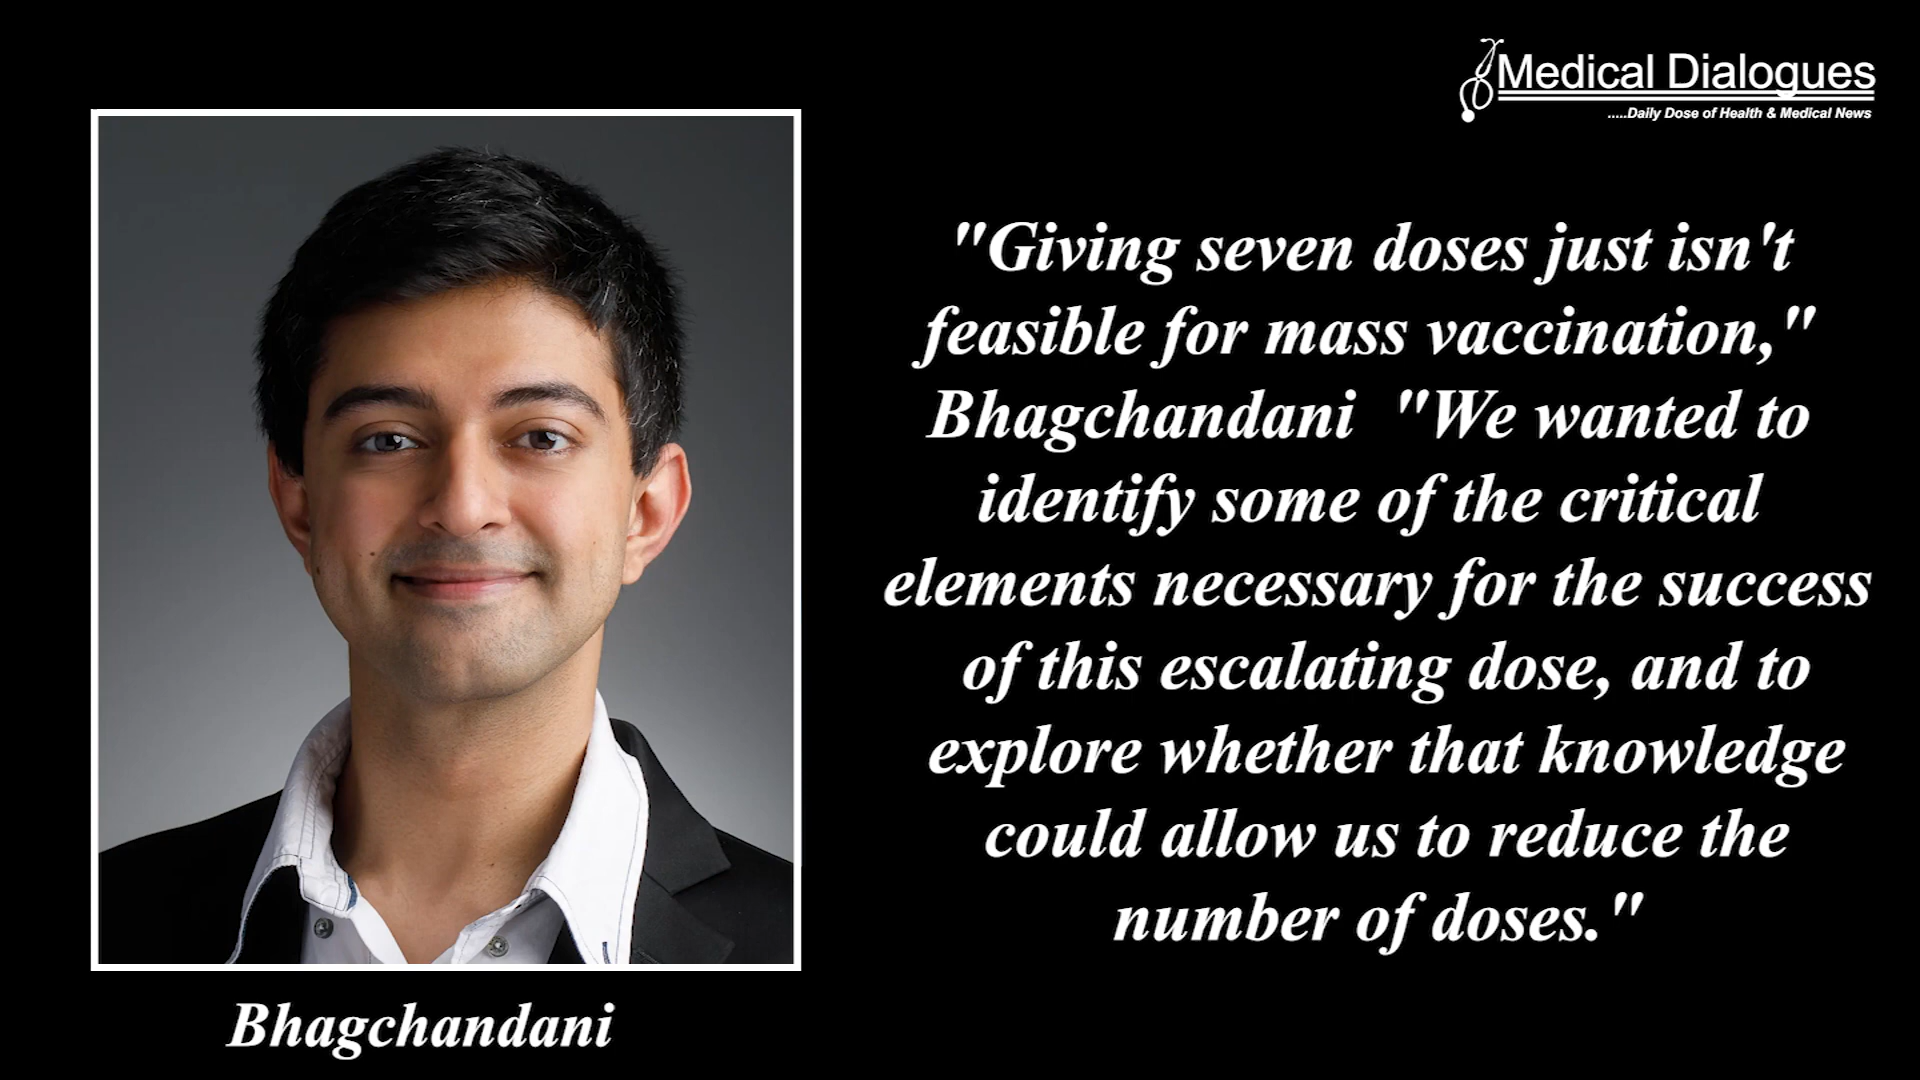 Medical Dialogues
.....Daily Dose of Health & Medical News
"Giving seven doses just isn't
feasible for mass vaccination,"
Bhagchandani  "We wanted to
identify some of the critical
elements necessary for the success
of this escalating dose, and to
explore whether that knowledge
could allow us to reduce the
number of doses."
Bhagchandani